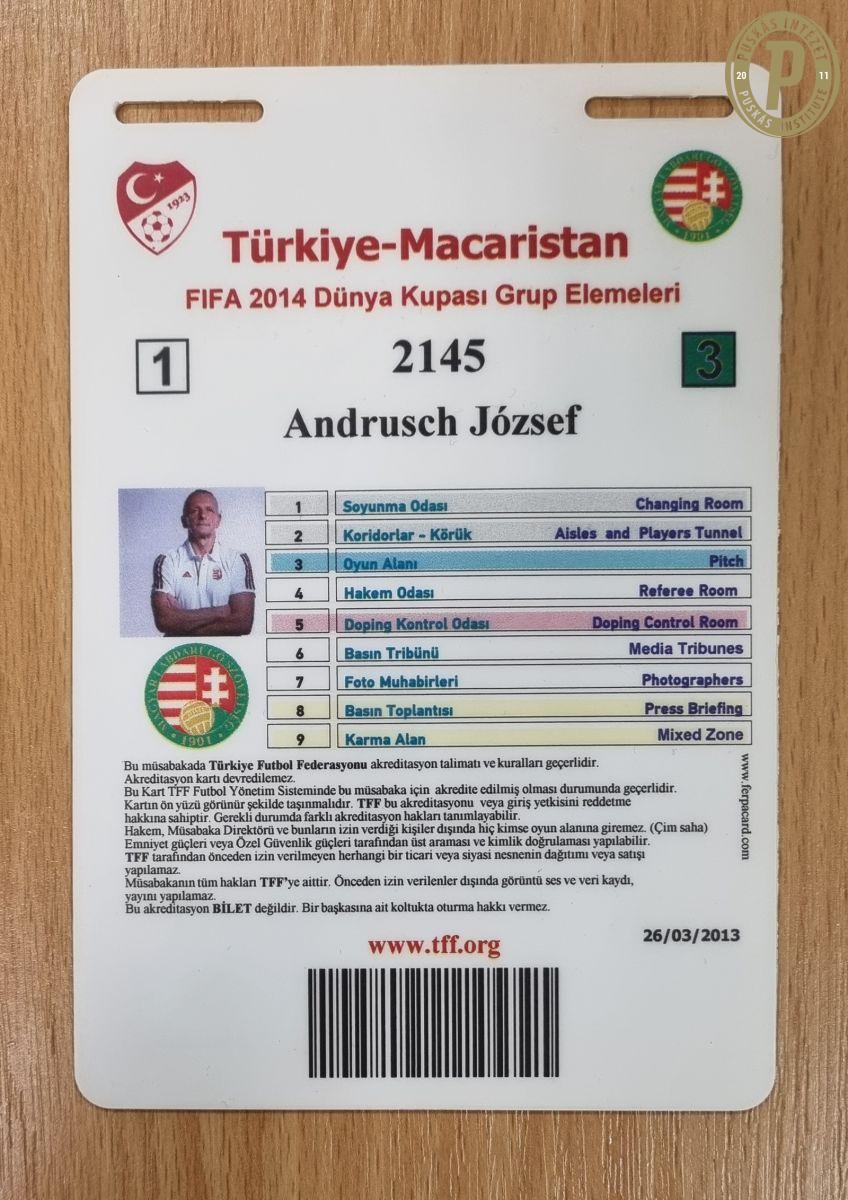 PUSKÁS INTÉZET
20 11
PUSKÁS INSTITUTE
1923
MAGYAR LABDARUGÓ SZÖVETSÉG
1901
Türkiye-Macaristan
FIFA 2014 Dünya Kupası Grup Elemeleri
1 2145 3
Andrusch József
1 Soyunma Odası Changing Room
2 Koridorlar - Körük Aisles and Players Tunnel
3 Oyun Alanı Pitch
4 Hakem Odası Referee Room
5 Doping Kontrol Odası Doping Control Room
6 Basın Tribünü Media Tribunes
7 Foto Muhabirleri Photographers
8 Basın Toplantısı Press Briefing
9 Karma Alan Mixed Zone
MAGYAR LABDARUGÓ SZÖVETSÉG
1901
Bu müsabakada Türkiye Futbol Federasyonu akreditasyon talimatı ve kuralları geçerlidir.
Akreditasyon kartı devredilemez.
Bu Kart TFF Futbol Yönetim Sisteminde bu müsabaka için akredite edilmiş olması durumunda geçerlidir.
Kartın ön yüzü görünür şekilde taşınmalıdır. TFF bu akreditasyonu veya giriş yetkisini reddetme
hakkına sahiptir. Gerekli durumda farklı akreditasyon hakları tanımlayabilir.
Hakem, Müsabaka Direktörü ve bunların izin verdiği kişiler dışında hiç kimse oyun alanına giremez. (Çim saha)
Emniyet güçleri veya Özel Güvenlik güçleri tarafından üst araması ve kimlik doğrulaması yapılabilir.
TFF tarafından önceden izin verilmeyen herhangi bir ticari veya siyasi nesnenin dağıtımı veya satışı
yapılamaz.
Müsabakanın tüm hakları TFF'ye aittir. Önceden izin verilenler dışında görüntü ses ve veri kaydı,
yayını yapılamaz.
Bu akreditasyon BİLET değildir. Bir başkasına ait koltukta oturma hakkı vermez.
www.ferpacard.com
www.tff.org
26/03/2013